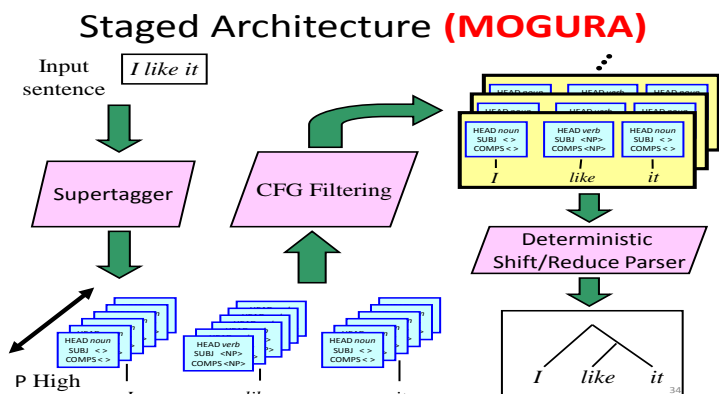 Staged Architecture (MOGURA)
Input
sentence
I like it
Supertagger
CFG Filtering
HEAD noun
SUBJ < >
COMPS < >
HEAD verb
SUBJ <NP>
COMPS <NP>
HEAD noun
SUBJ < >
COMPS < >
I
like
it
Deterministic
Shift/Reduce Parser
HEAD noun
SUBJ < >
COMPS < >
HEAD verb
SUBJ <NP>
COMPS <NP>
HEAD noun
SUBJ < >
COMPS < >
P High
I like it
34